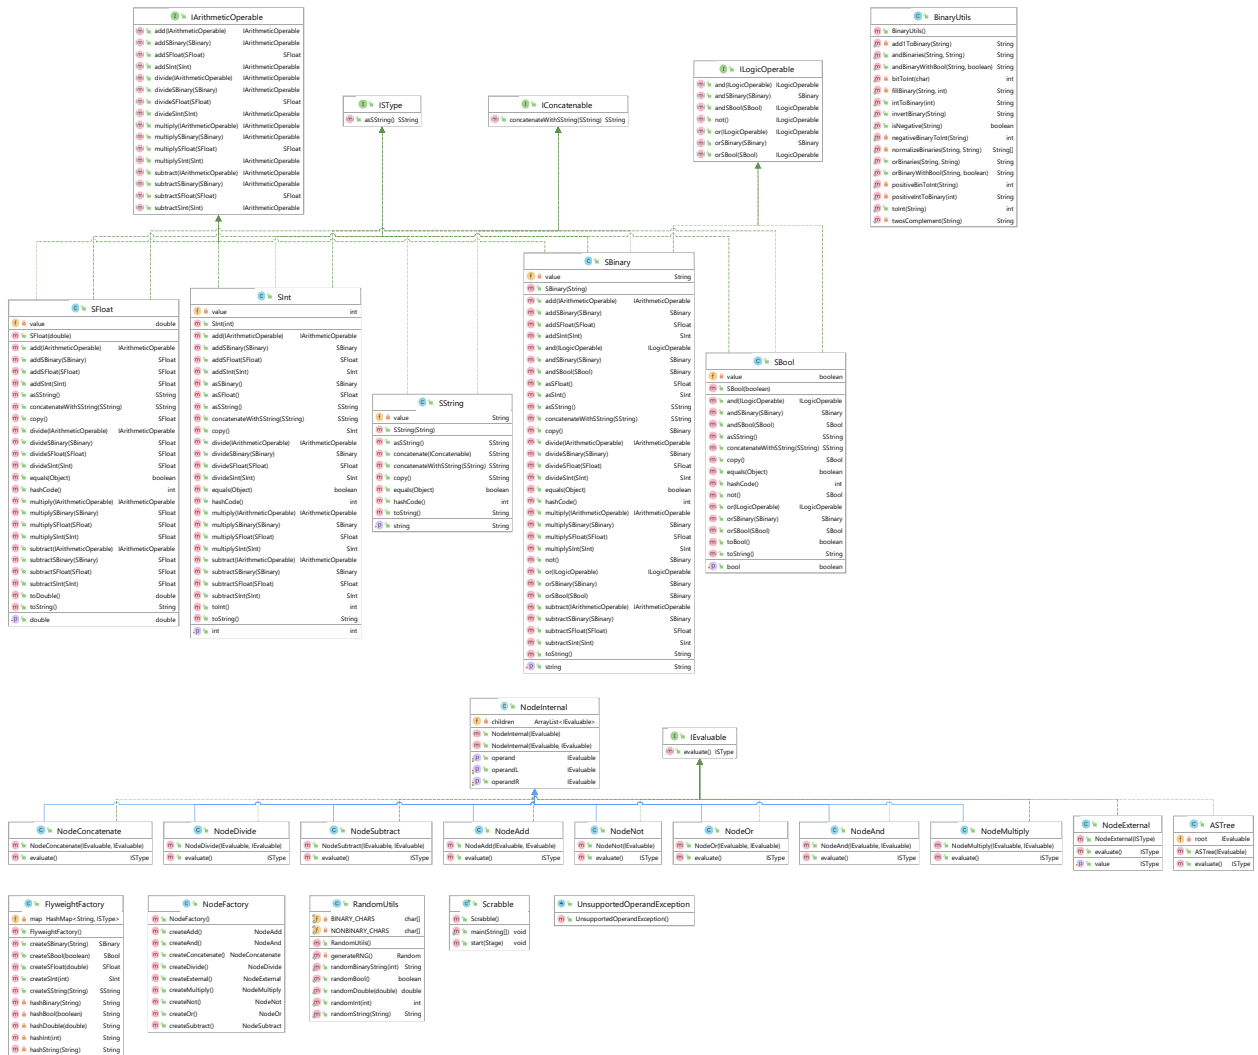 IArithmeticOperable
add(IArithmeticOperable) IArithmeticOperable
addSBinary(SBinary) IArithmeticOperable
addSFloat(SFloat) SFloat
addSInt(SInt) IArithmeticOperable
divide(IArithmeticOperable) IArithmeticOperable
divideSBinary(SBinary) IArithmeticOperable
divideSFloat(SFloat) SFloat
divideSInt(SInt) IArithmeticOperable
multiply(IArithmeticOperable) IArithmeticOperable
multiplySBinary(SBinary) IArithmeticOperable
multiplySFloat(SFloat) SFloat
multiplySInt(SInt) IArithmeticOperable
subtract(IArithmeticOperable) IArithmeticOperable
subtractSBinary(SBinary) IArithmeticOperable
subtractSFloat(SFloat) SFloat
subtractSInt(SInt) IArithmeticOperable
ISType
asSString() SString
IConcatenable
concatenateWithSString(SString) SString
ILogicOperable
and(ILogicOperable) ILogicOperable
andSBinary(SBinary) SBinary
andSBool(SBool) ILogicOperable
not() ILogicOperable
or(ILogicOperable) ILogicOperable
orSBinary(SBinary) SBinary
orSBool(SBool) ILogicOperable
BinaryUtils
BinaryUtils()
add1ToBinary(String) String
andBinaries(String, String) String
andBinaryWithBool(String, boolean) String
bitToInt(char) int
fillBinary(String, int) String
intToBinary(int) String
invertBinary(String) String
isNegative(String) boolean
negativeBinaryToInt(String) int
normalizeBinaries(String, String) String[]
orBinaries(String, String) String
orBinaryWithBool(String, boolean) String
positiveBinToInt(String) int
positiveIntToBinary(int) String
toInt(String) int
twosComplement(String) String
SFloat
value double
SFloat(double)
add(IArithmeticOperable) IArithmeticOperable
addSBinary(SBinary) SFloat
addSFloat(SFloat) SFloat
addSInt(SInt) SFloat
asSString() SString
concatenateWithSString(SString) SString
copy() SFloat
divide(IArithmeticOperable) IArithmeticOperable
divideSBinary(SBinary) SFloat
divideSFloat(SFloat) SFloat
divideSInt(SInt) SFloat
equals(Object) boolean
hashCode() int
multiply(IArithmeticOperable) IArithmeticOperable
multiplySBinary(SBinary) SFloat
multiplySFloat(SFloat) SFloat
multiplySInt(SInt) SFloat
subtract(IArithmeticOperable) IArithmeticOperable
subtractSBinary(SBinary) SFloat
subtractSFloat(SFloat) SFloat
subtractSInt(SInt) SFloat
toDouble() double
toString() String
double double
SInt
value int
SInt(int)
add(IArithmeticOperable) IArithmeticOperable
addSBinary(SBinary) SBinary
addSFloat(SFloat) SFloat
addSInt(SInt) SInt
asSBinary() SBinary
asSFloat() SFloat
asSString() SString
concatenateWithSString(SString) SString
copy() SInt
divide(IArithmeticOperable) IArithmeticOperable
divideSBinary(SBinary) SBinary
divideSFloat(SFloat) SFloat
divideSInt(SInt) SInt
equals(Object) boolean
hashCode() int
multiply(IArithmeticOperable) IArithmeticOperable
multiplySBinary(SBinary) SBinary
multiplySFloat(SFloat) SFloat
multiplySInt(SInt) SInt
subtract(IArithmeticOperable) IArithmeticOperable
subtractSBinary(SBinary) SBinary
subtractSFloat(SFloat) SFloat
subtractSInt(SInt) SInt
toInt() int
toString() String
int int
SString
value String
SString(String)
asSString() SString
concatenate(IConcatenable) SString
concatenateWithSString(SString) SString
copy() SString
equals(Object) boolean
hashCode() int
toString() String
string String
SBinary
value String
SBinary(String)
add(IArithmeticOperable) IArithmeticOperable
addSBinary(SBinary) SBinary
addSFloat(SFloat) SFloat
addSInt(SInt) SInt
and(ILogicOperable) ILogicOperable
andSBinary(SBinary) SBinary
andSBool(SBool) SBinary
asSFloat() SFloat
asSInt() SInt
asSString() SString
concatenateWithSString(SString) SString
copy() SBinary
divide(IArithmeticOperable) IArithmeticOperable
divideSBinary(SBinary) SBinary
divideSFloat(SFloat) SFloat
divideSInt(SInt) SInt
equals(Object) boolean
hashCode() int
multiply(IArithmeticOperable) IArithmeticOperable
multiplySBinary(SBinary) SBinary
multiplySFloat(SFloat) SFloat
multiplySInt(SInt) SInt
not() SBinary
or(ILogicOperable) ILogicOperable
orSBinary(SBinary) SBinary
orSBool(SBool) SBinary
subtract(IArithmeticOperable) IArithmeticOperable
subtractSBinary(SBinary) SBinary
subtractSFloat(SFloat) SFloat
subtractSInt(SInt) SInt
toString() String
string String
SBool
value boolean
SBool(boolean)
and(ILogicOperable) ILogicOperable
andSBinary(SBinary) SBinary
andSBool(SBool) SBool
asSString() SString
concatenateWithSString(SString) SString
copy() SBool
equals(Object) boolean
hashCode() int
not() SBool
or(ILogicOperable) ILogicOperable
orSBinary(SBinary) SBinary
orSBool(SBool) SBool
toBool() boolean
toString() String
bool boolean
NodeInternal
children ArrayList<IEvaluable>
NodeInternal(IEvaluable)
NodeInternal(IEvaluable, IEvaluable)
operand IEvaluable
operandL IEvaluable
operandR IEvaluable
IEvaluable
evaluate() ISType
NodeConcatenate
NodeConcatenate(IEvaluable, IEvaluable)
evaluate() ISType
NodeDivide
NodeDivide(IEvaluable, IEvaluable)
evaluate() ISType
NodeSubtract
NodeSubtract(IEvaluable, IEvaluable)
evaluate() ISType
NodeAdd
NodeAdd(IEvaluable, IEvaluable)
evaluate() ISType
NodeNot
NodeNot(IEvaluable)
evaluate() ISType
NodeOr
NodeOr(IEvaluable, IEvaluable)
evaluate() ISType
NodeAnd
NodeAnd(IEvaluable, IEvaluable)
evaluate() ISType
NodeMultiply
NodeMultiply(IEvaluable, IEvaluable)
evaluate() ISType
NodeExternal
NodeExternal(ISType)
evaluate() ISType
value ISType
ASTree
root IEvaluable
ASTree(IEvaluable)
evaluate() ISType
FlyweightFactory
map HashMap<String, ISType>
FlyweightFactory()
createSBinary(String) SBinary
createSBool(boolean) SBool
createSFloat(double) SFloat
createSInt(int) SInt
createSString(String) SString
hashBinary(String) String
hashBool(boolean) String
hashDouble(double) String
hashInt(int) String
hashString(String) String
NodeFactory
NodeFactory()
createAdd() NodeAdd
createAnd() NodeAnd
createConcatenate() NodeConcatenate
createDivide() NodeDivide
createExternal() NodeExternal
createMultiply() NodeMultiply
createNot() NodeNot
createOr() NodeOr
createSubtract() NodeSubtract
RandomUtils
BINARY_CHARS char[]
NONBINARY_CHARS char[]
RandomUtils()
generateRNG() Random
randomBinaryString(int) String
randomBool() boolean
randomDouble(double) double
randomInt(int) int
randomString(String) String
Scrabble
Scrabble()
main(String[]) void
start(Stage) void
UnsupportedOperandException
UnsupportedOperandException()